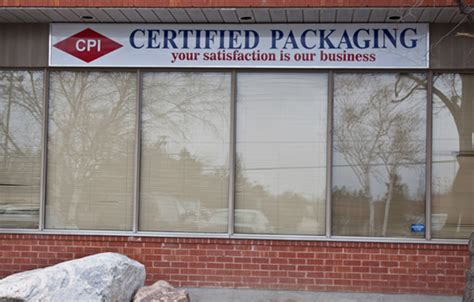 CPI
CERTIFIED PACKAGING
your satisfaction is our business